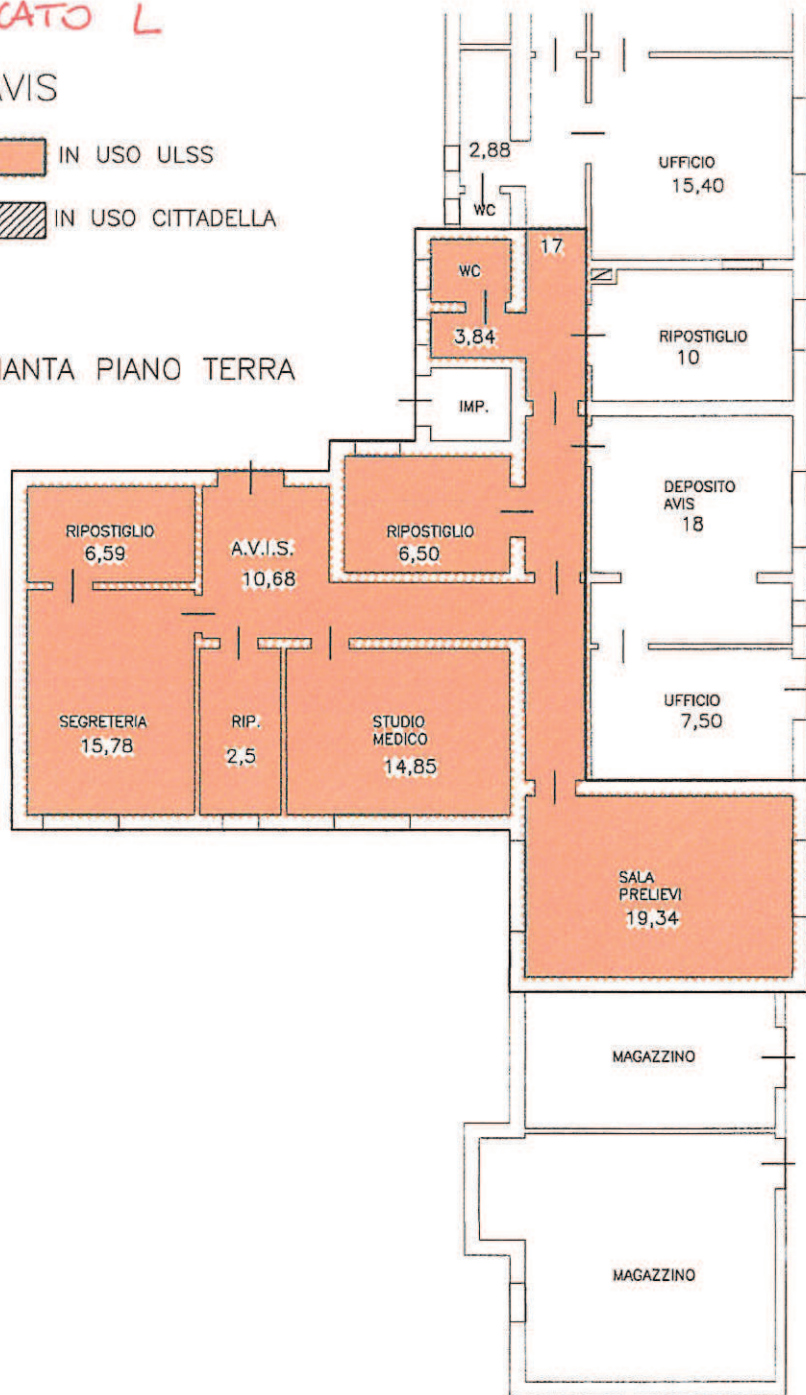 CATO L
AVIS
IN USO ULSS
IN USO CITTADELLA
IANTA PIANO TERRA
2,88
WC
UFFICIO
15,40
17
WC
3,84
RIPOSTIGLIO
10
IMP.
DEPOSITO
AVIS
18
RIPOSTIGLIO
6,59
A.V.I.S.
10,68
RIPOSTIGLIO
6,50
UFFICIO
7,50
SEGRETERIA
15,78
RIP.
2,5
STUDIO
MEDICO
14,85
SALA
PRELIEVI
19,34
MAGAZZINO
MAGAZZINO